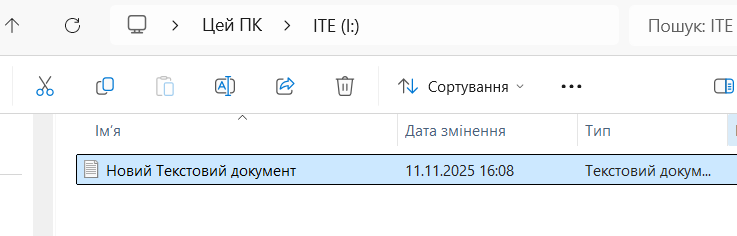 Цей ПК > ITE (I:)
Пошук: ITE
Сортування
Ім'я Дата змінення Тип
Новий Текстовий документ 11.11.2025 16:08 Текстовий докум...